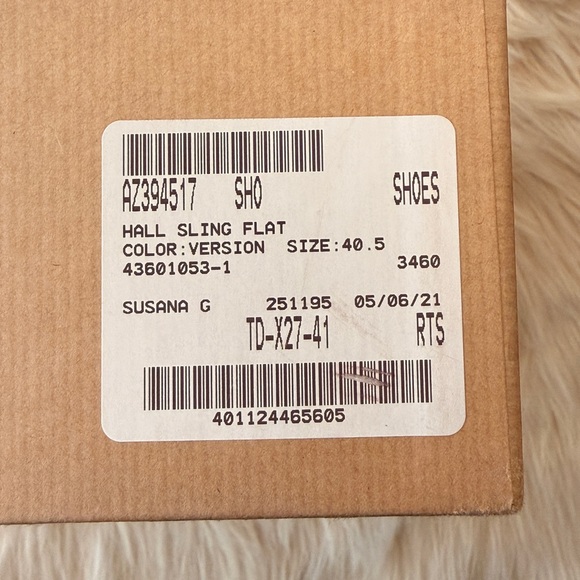 AZ394517 SHO SHOES
HALL SLING FLAT
COLOR:VERSION SIZE:40.5
43601053-1 3460
SUSANA G 251195 05/06/21
TD-X27-41 RTS
401124465605